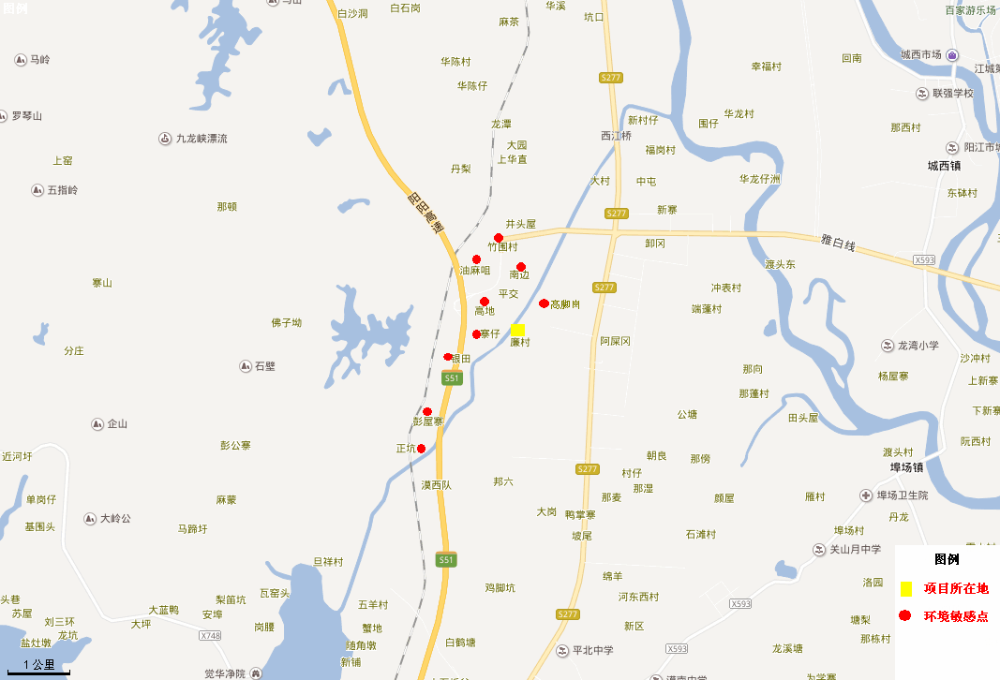 图例
白沙洞
白石岗
马山
麻茶
华溪
坑口
百家游乐场
马岭
华陈村
华陈仔
S277
幸福村
回南
城西市场
联强学校
罗琴山
九龙峡漂流
龙潭
大园
上华直
新村仔
西江桥
围仔
华龙村
福岗村
那西村
城西镇
上窑
五指岭
那顿
丹梨
大村
中屯
华龙仔洲
东砵村
阳阳高速
井头屋
S277
新寨
竹围村
卸冈
雅白线
X593
油麻咀
南边
渡头东
寨山
平交
S277
冲表村
高地
高脚岗
端蓬村
佛子坳
寨仔
廉村
阿屎冈
龙湾小学
分庄
石壁
银田
S51
那向
杨屋寨
沙冲村
上新寨
那蓬村
企山
彭屋寨
公塘
田头屋
下新寨
近河圩
彭公寨
正坑
朝良
那傍
渡头村
阮西村
埠场镇
单岗仔
麻蒙
漠西队
邦六
S277
村仔
那湿
那麦
颜屋
雁村
埠场卫生院
基围头
大岭公
马蹄圩
大岗
鸭掌寨
坡尾
石滩村
丹龙
埠场村
关山月中学
图例
旦祥村
S51
项目所在地
环境敏感点
瓦窑头
鸡脚坑
绵羊
河东西村
洛园
梨笛坑
苏屋
大蓝鸭
安埠
五羊村
S277
X593
刘三环
大坪
岗腰
蟹地
新区
塘梨
龙坑
盐灶墩
X748
随角墩
白鹤塘
平北中学
X593
龙溪塘
那栋村
1 公里
新铺
觉华净院
为学寨